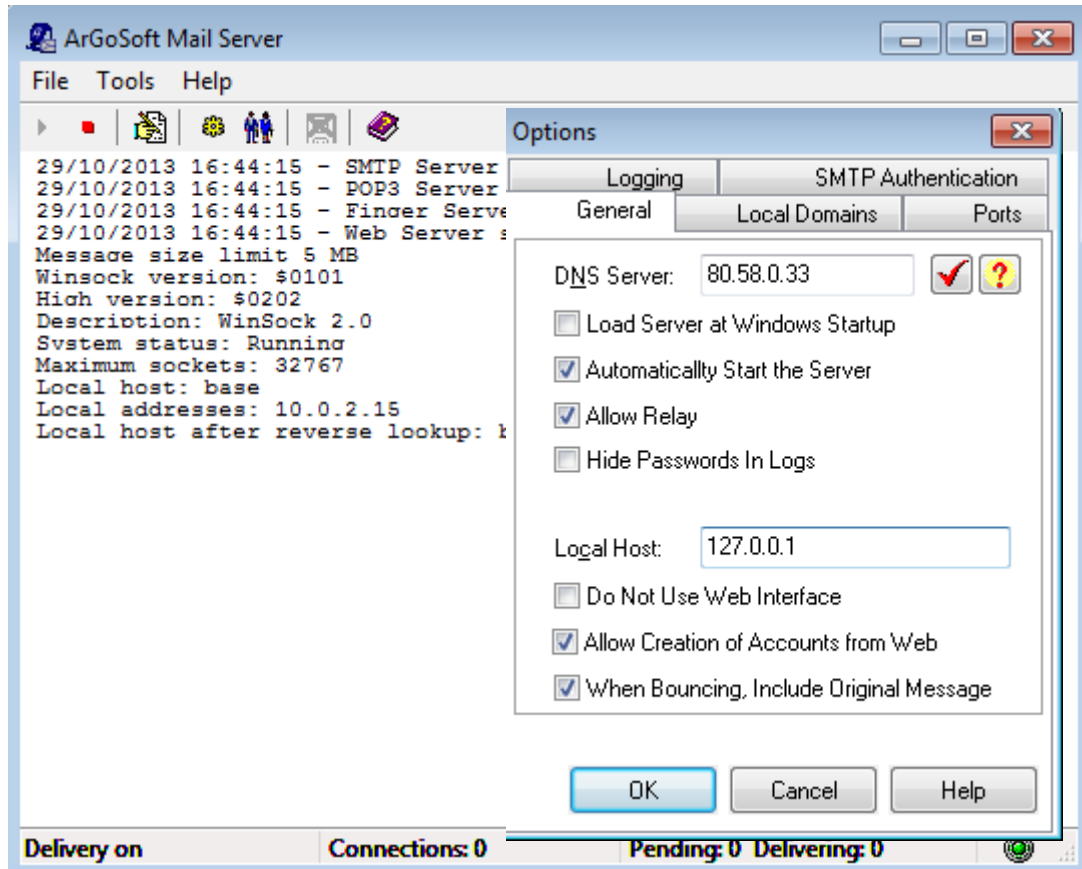 ArGoSoft Mail Server
File Tools Help
29/10/2013 16:44:15 - SMTP Server
29/10/2013 16:44:15 - POP3 Server
29/10/2013 16:44:15 - Finger Serve
29/10/2013 16:44:15 - Web Server s
Message size limit 5 MB
Winsock version: $0101
High version: $0202
Description: WinSock 2.0
System status: Running
Maximum sockets: 32767
Local host: base
Local addresses: 10.0.2.15
Local host after reverse lookup:
Options
Logging SMTP Authentication
General Local Domains Ports
DNS Server: 80.58.0.33
Load Server at Windows Startup
Automaticallty Start the Server
Allow Relay
Hide Passwords In Logs
Local Host: 127.0.0.1
Do Not Use Web Interface
Allow Creation of Accounts from Web
When Bouncing, Include Original Message
OK Cancel Help
Delivery on Connections: 0 Pending: 0 Delivering: 0